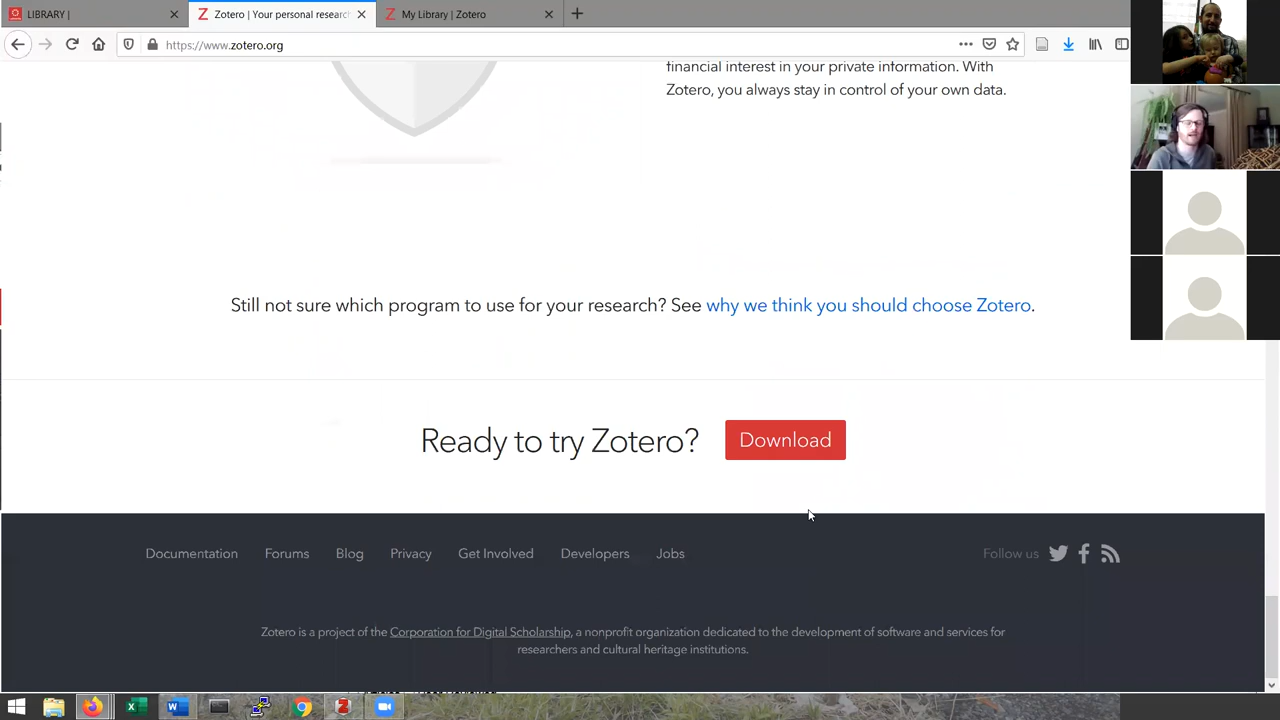 LIBRARY |
Zotero | Your personal research
My Library | Zotero
https://www.zotero.org
financial interest in your private information. With
Zotero, you always stay in control of your own data.
Still not sure which program to use for your research? See why we think you should choose Zotero.
Ready to try Zotero? Download
Documentation Forums Blog Privacy Get Involved Developers Jobs Follow us
Zotero is a project of the Corporation for Digital Scholarship, a nonprofit organization dedicated to the development of software and services for
researchers and cultural heritage institutions.